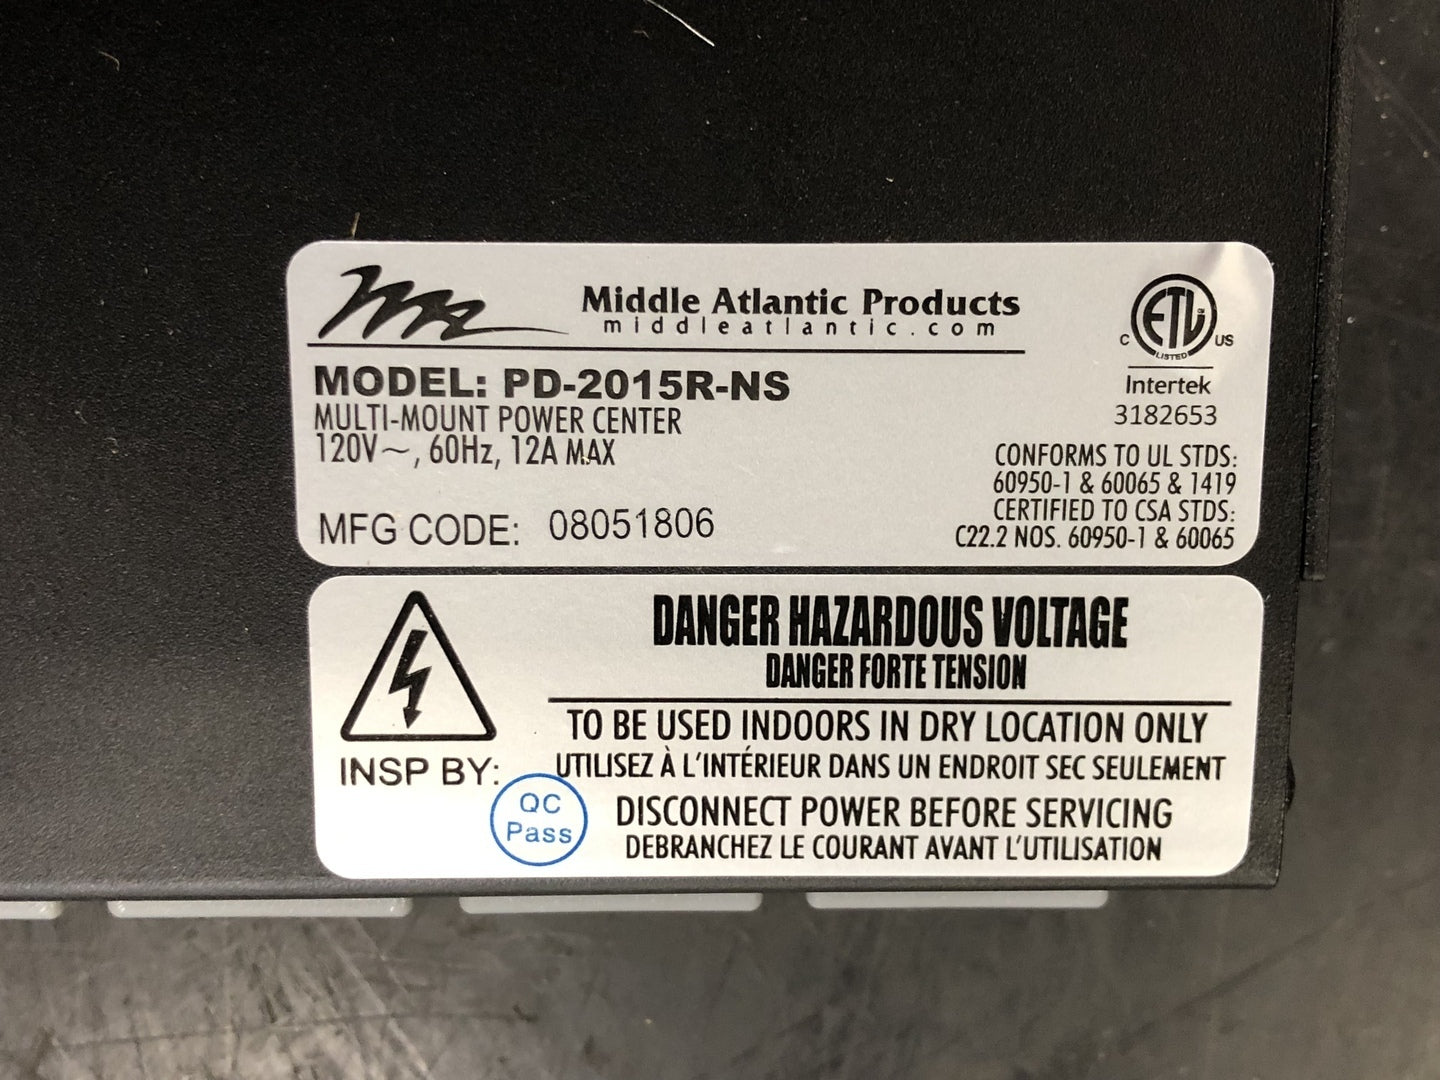 Middle Atlantic Products
middleatlantic.com
MODEL: PD-2015R-NS
MULTI-MOUNT POWER CENTER
120V~, 60Hz, 12A MAX
MFG CODE: 08051806
ETL
C US
LISTED
Intertek
3182653
CONFORMS TO UL STDS:
60950-1 & 60065 & 1419
CERTIFIED TO CSA STDS:
C22.2 NOS. 60950-1 & 60065
DANGER HAZARDOUS VOLTAGE
DANGER FORTE TENSION
TO BE USED INDOORS IN DRY LOCATION ONLY
UTILISEZ À L'INTÉRIEUR DANS UN ENDROIT SEC SEULEMENT
INSP BY:
QC
Pass
DISCONNECT POWER BEFORE SERVICING
DEBRANCHEZ LE COURANT AVANT L'UTILISATION